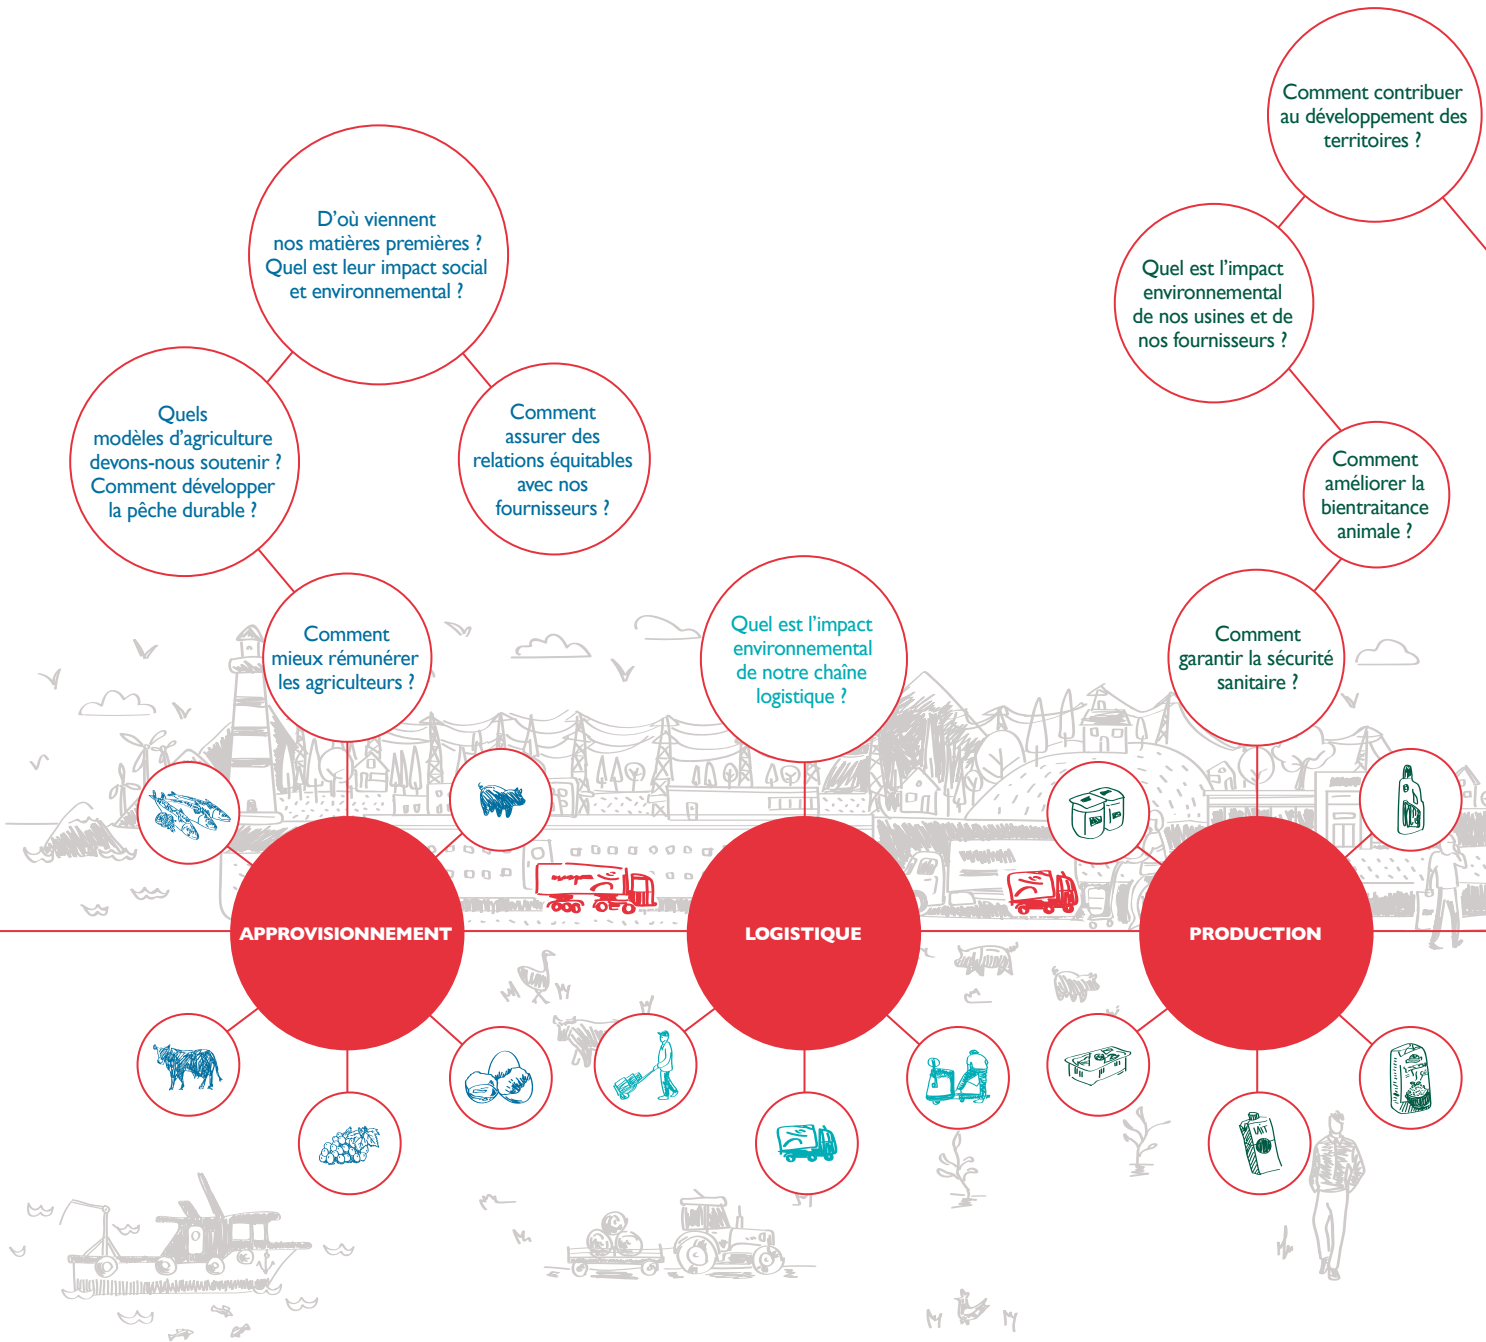 Comment contribuer
au développement des
territoires ?
D'où viennent
nos matières premières ?
Quel est leur impact social
et environnemental ?
Quel est l'impact
environnemental
de nos usines et de
nos fournisseurs ?
Quels
modèles d'agriculture
devons-nous soutenir ?
Comment développer
la pêche durable ?
Comment
assurer des
relations équitables
avec nos
fournisseurs ?
Comment
améliorer la
bientraitance
animale ?
Comment
mieux rémunérer
les agriculteurs ?
Quel est l'impact
environnemental
de notre chaîne
logistique ?
Comment
garantir la sécurité
sanitaire ?
APPROVISIONNEMENT
LOGISTIQUE
PRODUCTION
LAIT